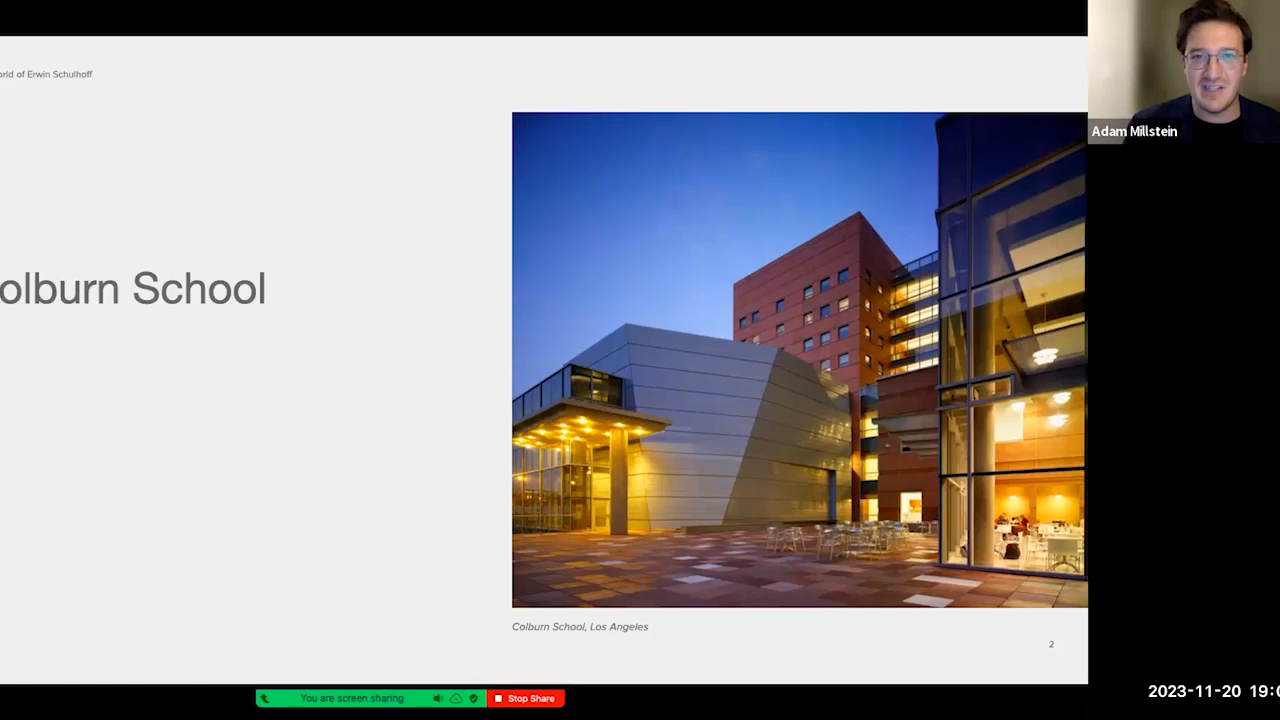 orld of Erwin Schulhoff
Adam Millstein
olburn School
Colburn School, Los Angeles
2
You are screen sharing
Stop Share
2023-11-20 19:0